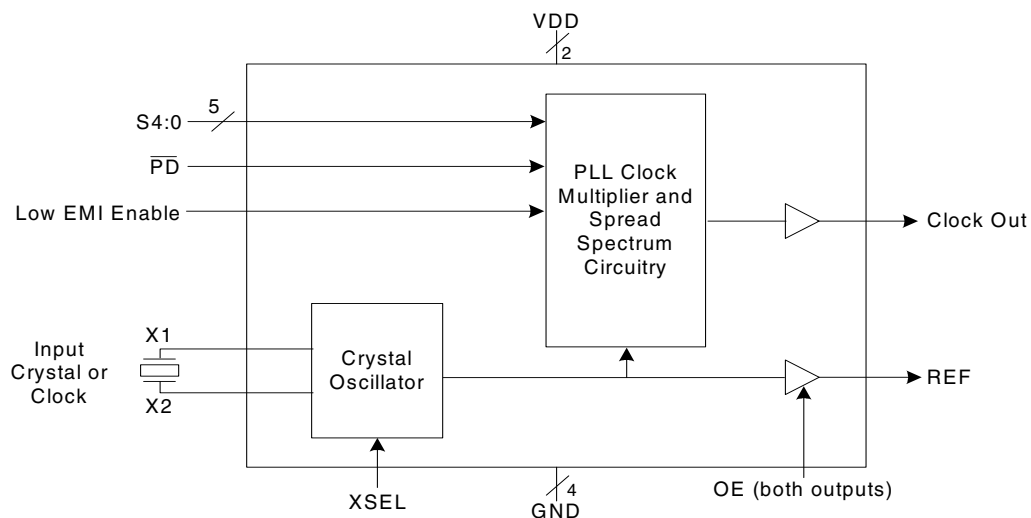 VDD
2
5
S4:0
PD
Low EMI Enable
PLL Clock
Multiplier and
Spread
Spectrum
Circuitry
Clock Out
X1
Input
Crystal or
Clock
X2
Crystal
Oscillator
REF
XSEL
4
GND
OE (both outputs)